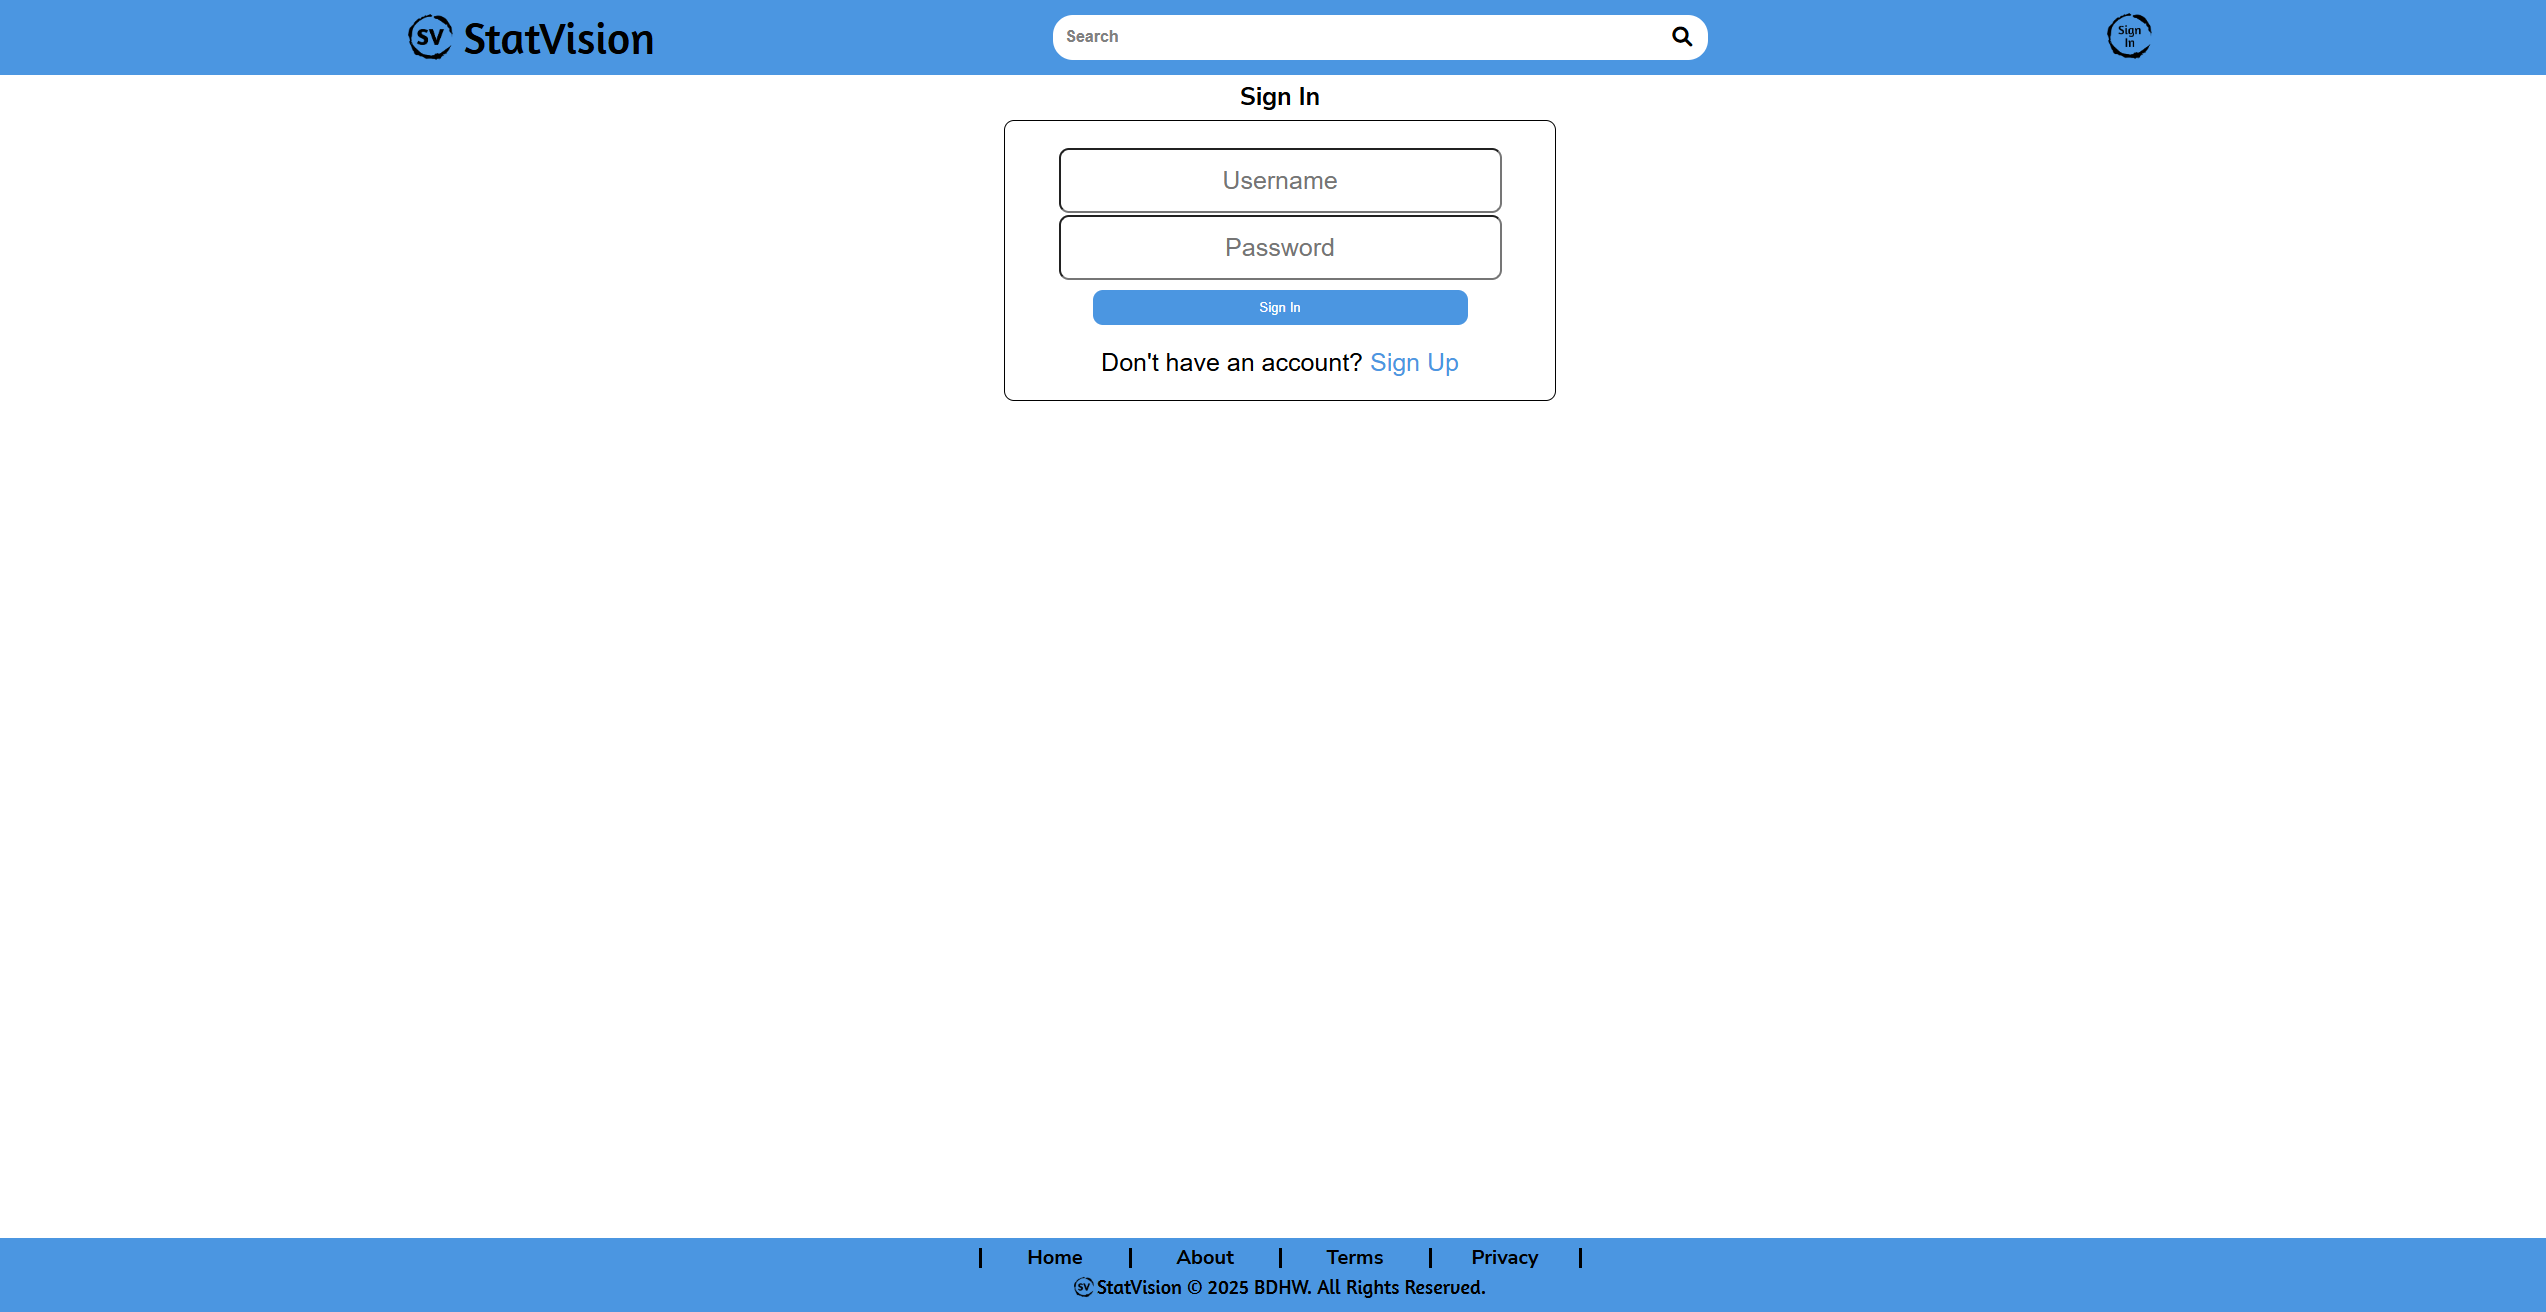 SV StatVision
Search
Sign
In
Sign In
Username
Password
Sign In
Don't have an account? Sign Up
| Home | About | Terms | Privacy |
SV StatVision © 2025 BDHW. All Rights Reserved.